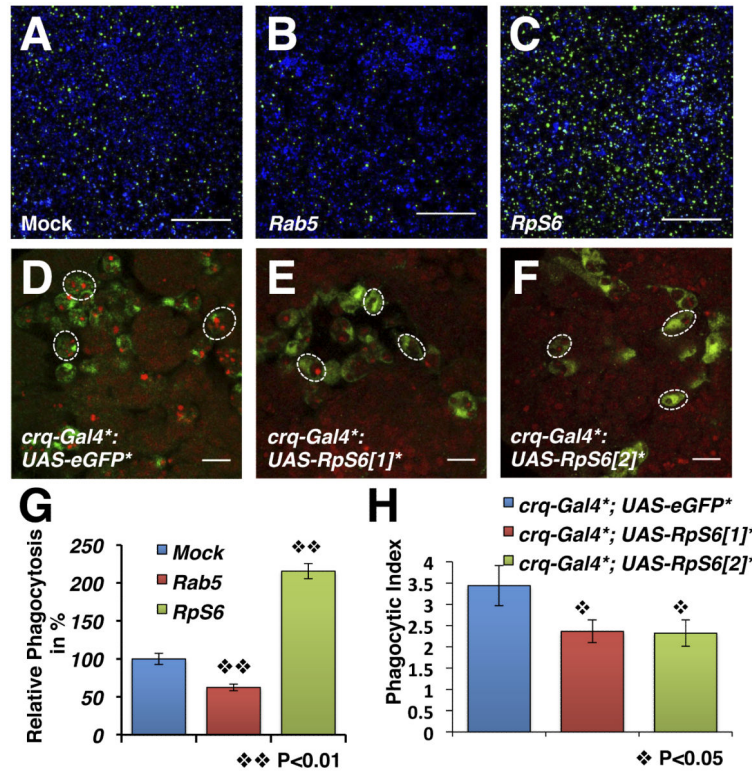 A
B
C
Mock
Rab5
RpS6
D
E
F
crq-Gal4*:
UAS-eGFP*
crq-Gal4*:
UAS-RpS6[1]*
crq-Gal4*:
UAS-RpS6[2]*
G
Relative Phagocytosis
in %
250
200
150
100
50
0
Mock
Rab5
RpS6
❖❖
❖❖
❖❖ P<0.01
H
crq-Gal4*; UAS-eGFP*
crq-Gal4*; UAS-RpS6[1]*
crq-Gal4*; UAS-RpS6[2]*
Phagocytic Index
4
3.5
3
2.5
2
1.5
1
0.5
0
❖
❖
❖ P<0.05